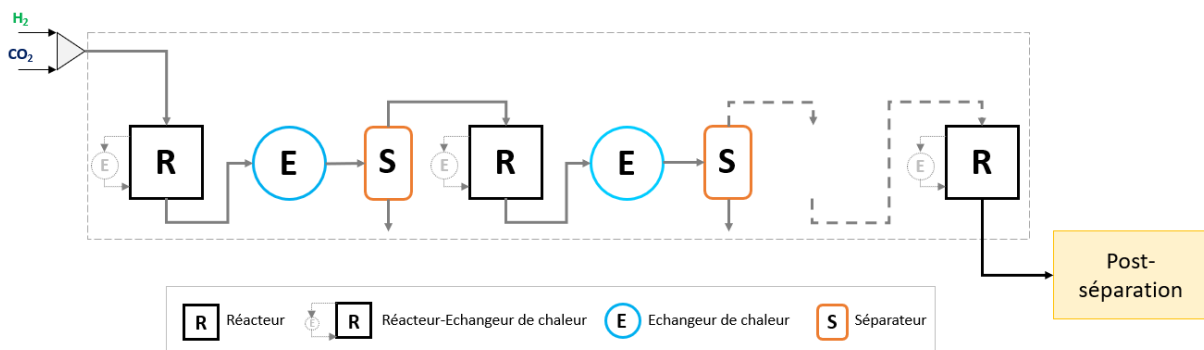 H₂
CO₂
E R E S E R E S E R
Post-
séparation
R Réacteur E R Réacteur-Echangeur de chaleur E Echangeur de chaleur S Séparateur